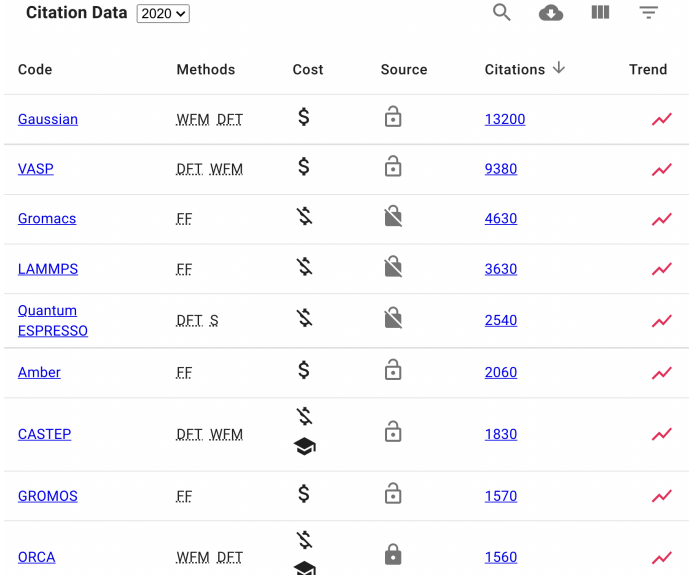 Citation Data 2020
Code Methods Cost Source Citations Trend
Gaussian WFM DFT $ 13200
VASP DFT WFM $ 9380
Gromacs FF $ 4630
LAMMPS FF $ 3630
Quantum
ESPRESSO DFT S $ 2540
Amber FF $ 2060
CASTEP DFT WFM $ 1830
GROMOS FF $ 1570
ORCA WFM DFT $ 1560